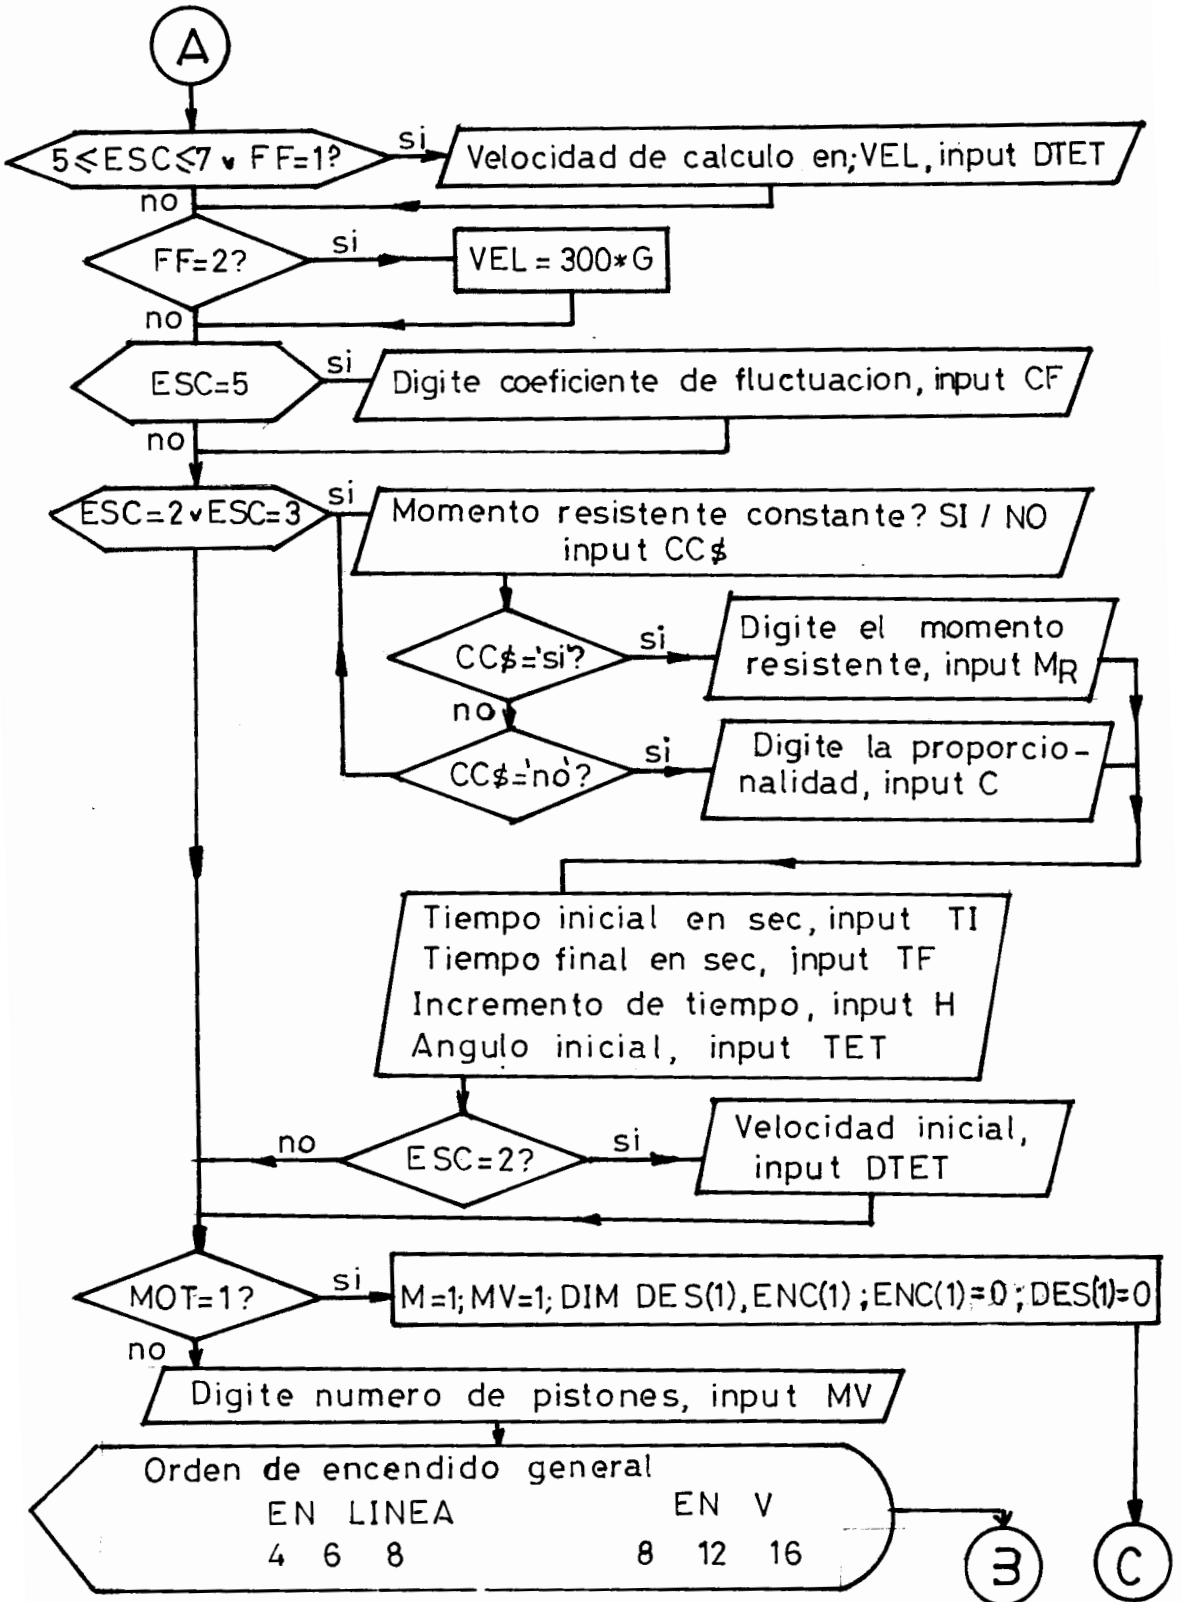 A
5≤ESC≤7 v FF=1?
si
Velocidad de calculo en;VEL, input DTET
no
FF=2?
si
VEL = 300*G
no
ESC=5
si
Digite coeficiente de fluctuacion, input CF
no
ESC=2 v ESC=3
si
Momento resistente constante? SI / NO
input CC$
CC$='si'?
si
Digite el momento
resistente, input MR
no
CC$='no'?
si
Digite la proporcio-
nalidad, input C
Tiempo inicial en sec, input TI
Tiempo final en sec, input TF
Incremento de tiempo, input H
Angulo inicial, input TET
no
ESC=2?
si
Velocidad inicial,
input DTET
MOT=1?
si
M=1; MV=1; DIM DES(1), ENC(1) ; ENC(1)=0 ; DES(1)=0
no
Digite numero de pistones, input MV
Orden de encendido general
EN LINEA EN V
4 6 8 8 12 16
B
C